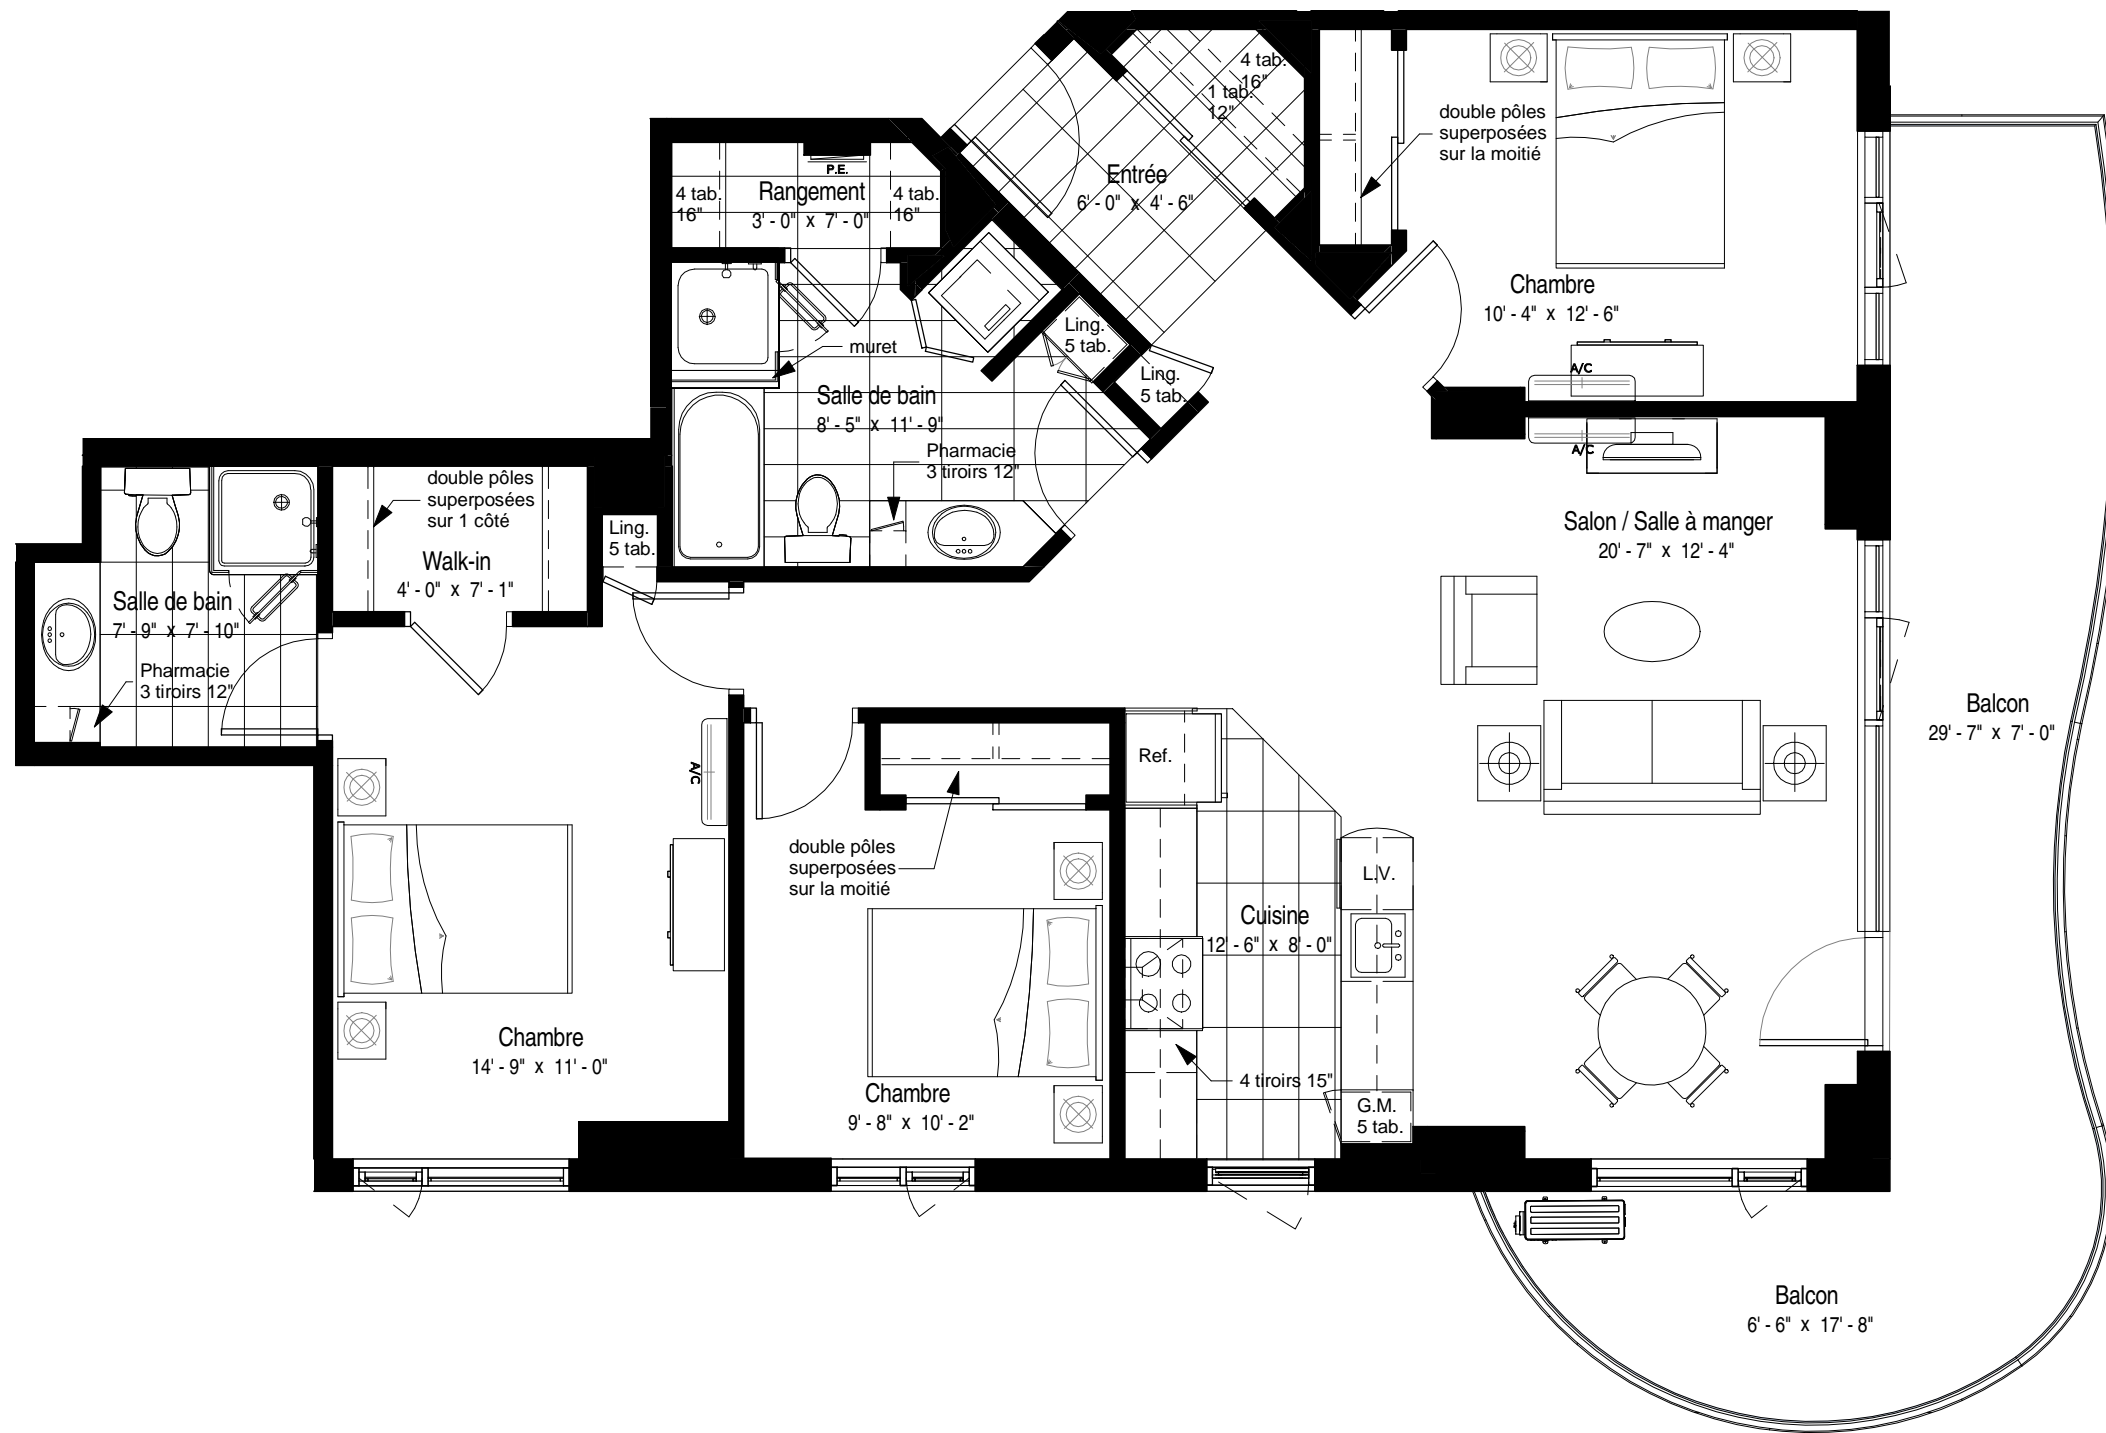 4 tab.
16"
1 tab.
12"
double pôles
superposées
sur la moitié
P.E.
Rangement
3' - 0" x 7' - 0"
4 tab.
16"
4 tab.
16"
Entrée
6' - 0" x 4' - 6"
Chambre
10' - 4" x 12' - 6"
muret
Ling.
5 tab.
Ling.
5 tab.
A/C
A/C
Salle de bain
8' - 5" x 11' - 9"
Pharmacie
3 tiroirs 12"
double pôles
superposées
sur 1 côté
Walk-in
4' - 0" x 7' - 1"
Ling.
5 tab.
Salon / Salle à manger
20' - 7" x 12' - 4"
Salle de bain
7' - 9" x 7' - 10"
Pharmacie
3 tiroirs 12"
Balcon
29' - 7" x 7' - 0"
A/C
Ref.
double pôles
superposées
sur la moitié
L.V.
Cuisine
12' - 6" x 8' - 0"
Chambre
14' - 9" x 11' - 0"
Chambre
9' - 8" x 10' - 2"
4 tiroirs 15"
G.M.
5 tab.
Balcon
6' - 6" x 17' - 8"